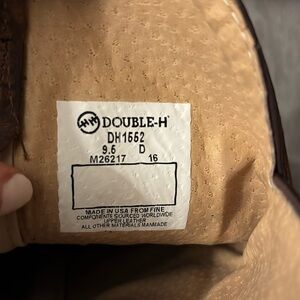 HH DOUBLE-H
DH1552
9.5 D
M26217 16
MADE IN USA FROM FINE
COMPONENTS SOURCED WORLDWIDE
UPPER LEATHER
ALL OTHER MATERIALS MANMADE